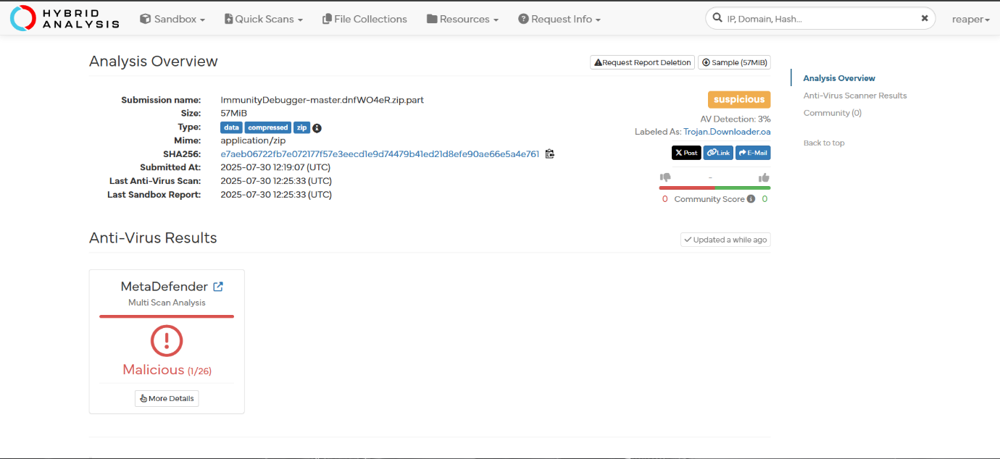 HYBRID ANALYSIS
Sandbox
Quick Scans
File Collections
Resources
Request Info
IP, Domain, Hash...
reaper
Analysis Overview
Request Report Deletion
Sample (57MiB)
Submission name: ImmunityDebugger-master.dnfWO4eR.zip.part
Size: 57MiB
Type: data compressed zip
Mime: application/zip
SHA256: e7aeb06722fb7e072177f57e3eecd1e9d74479b41ed21d8efe90ae66e5a4e761
Submitted At: 2025-07-30 12:19:07 (UTC)
Last Anti-Virus Scan: 2025-07-30 12:25:33 (UTC)
Last Sandbox Report: 2025-07-30 12:25:33 (UTC)
suspicious
AV Detection: 3%
Labeled As: Trojan.Downloader.oa
X Post
Link
E-Mail
-
0 Community Score 0
Analysis Overview
Anti-Virus Scanner Results
Community (0)
Back to top
Anti-Virus Results
Updated a while ago
MetaDefender
Multi Scan Analysis
Malicious (1/26)
More Details